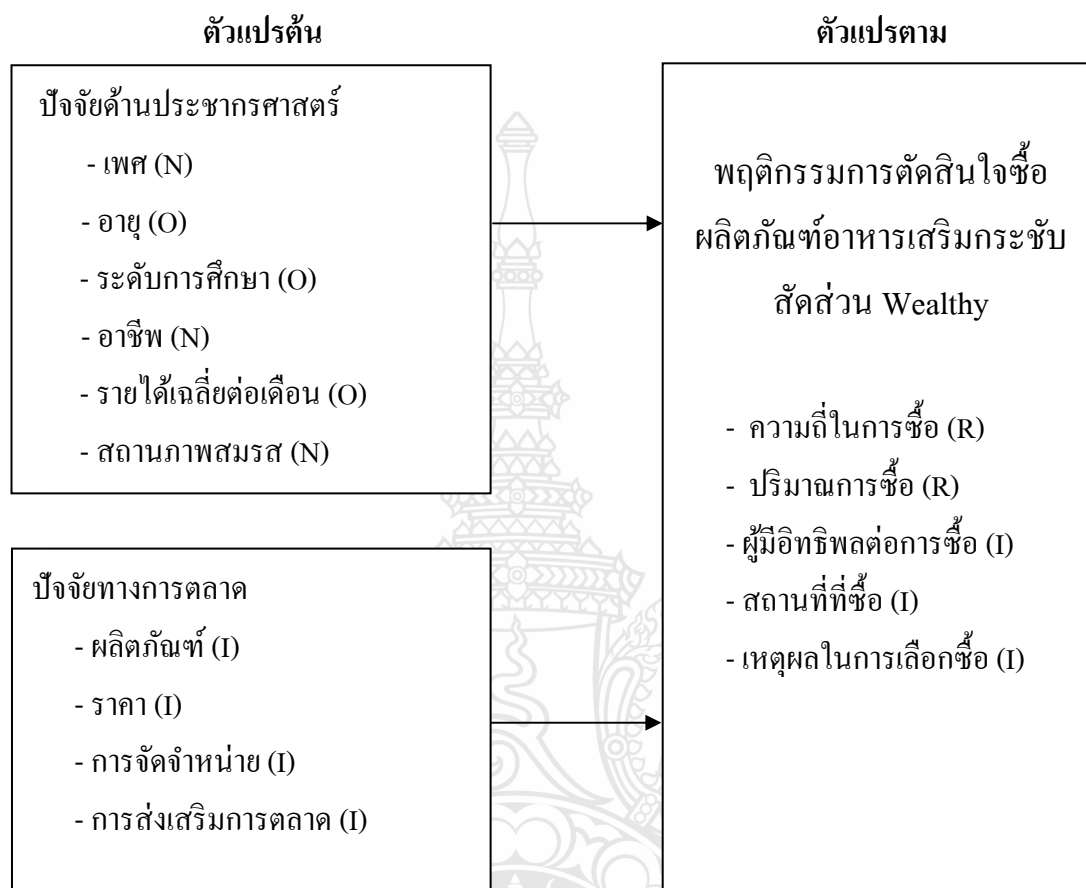 ตัวแปรต้น
ปัจจัยด้านประชากรศาสตร์
- เพศ (N)
- อายุ (O)
- ระดับการศึกษา (O)
- อาชีพ (N)
- รายได้เฉลี่ยต่อเดือน (O)
- สถานภาพสมรส (N)
ปัจจัยทางการตลาด
- ผลิตภัณฑ์ (I)
- ราคา (I)
- การจัดจำหน่าย (I)
- การส่งเสริมการตลาด (I)
ตัวแปรตาม
พฤติกรรมการตัดสินใจซื้อ
ผลิตภัณฑ์อาหารเสริมกระชับ
สัดส่วน Wealthy
- ความถี่ในการซื้อ (R)
- ปริมาณการซื้อ (R)
- ผู้มีอิทธิพลต่อการซื้อ (I)
- สถานที่ที่ซื้อ (I)
- เหตุผลในการเลือกซื้อ (I)